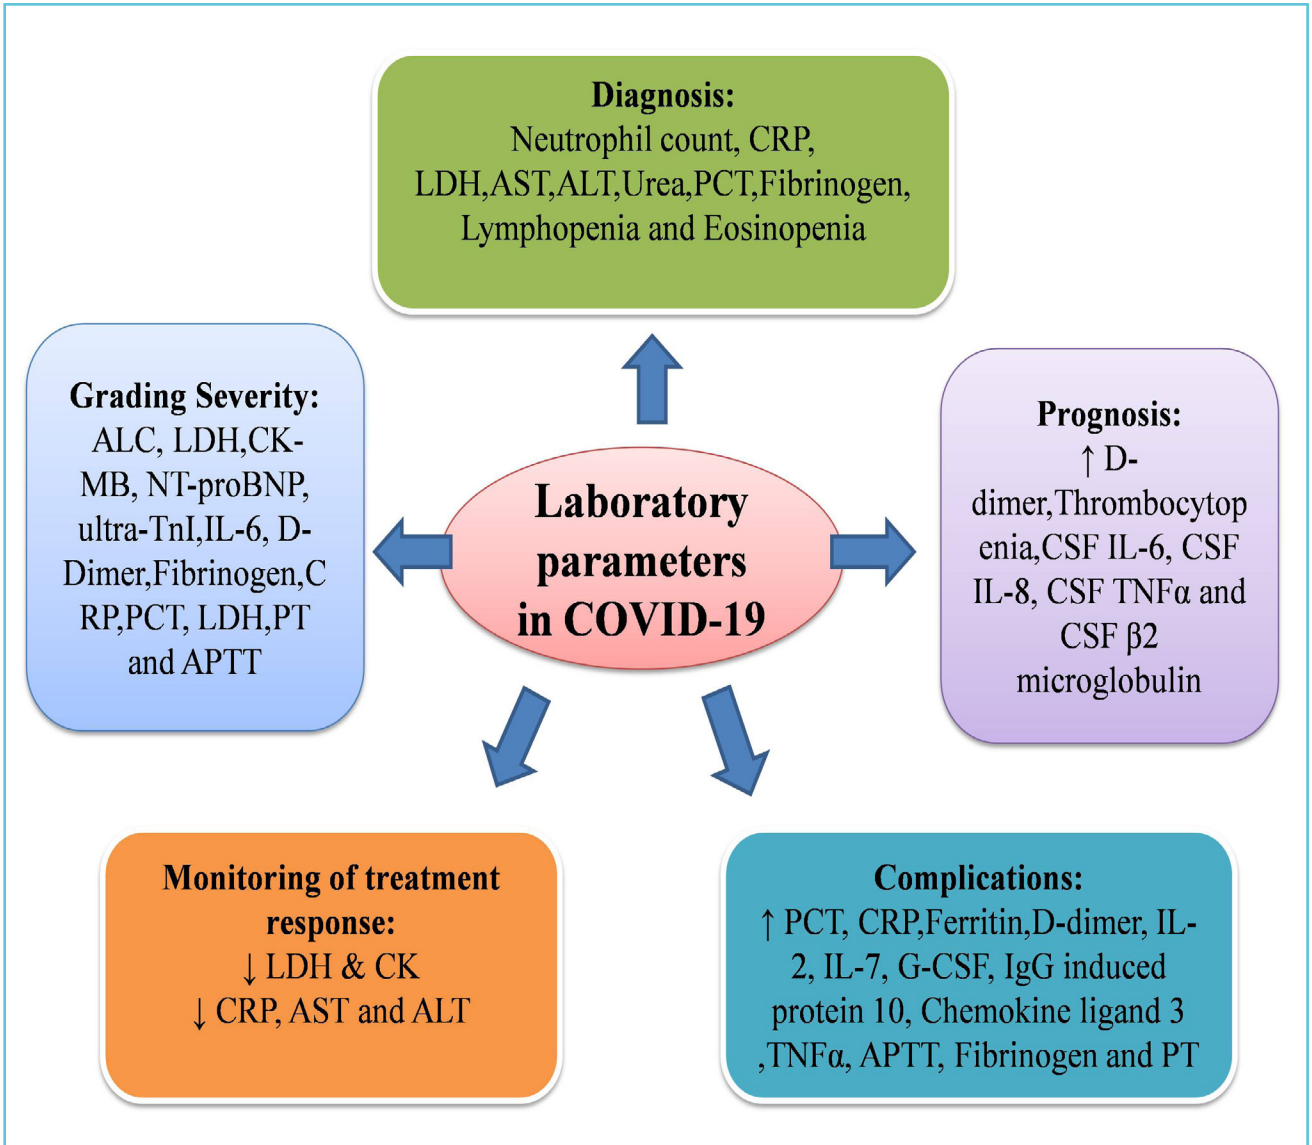 Diagnosis:
Neutrophil count, CRP,
LDH,AST,ALT,Urea,PCT,Fibrinogen,
Lymphopenia and Eosinopenia
Grading Severity:
ALC, LDH,CK-
MB, NT-proBNP,
ultra-TnI,IL-6, D-
Dimer,Fibrinogen,C
RP,PCT, LDH,PT
and APTT
Laboratory
parameters
in COVID-19
Prognosis:
↑ D-
dimer,Thrombocytop
enia,CSF IL-6, CSF
IL-8, CSF TNFα and
CSF β2
microglobulin
Monitoring of treatment
response:
↓ LDH & CK
↓ CRP, AST and ALT
Complications:
↑ PCT, CRP,Ferritin,D-dimer, IL-
2, IL-7, G-CSF, IgG induced
protein 10, Chemokine ligand 3
,TNFα, APTT, Fibrinogen and PT